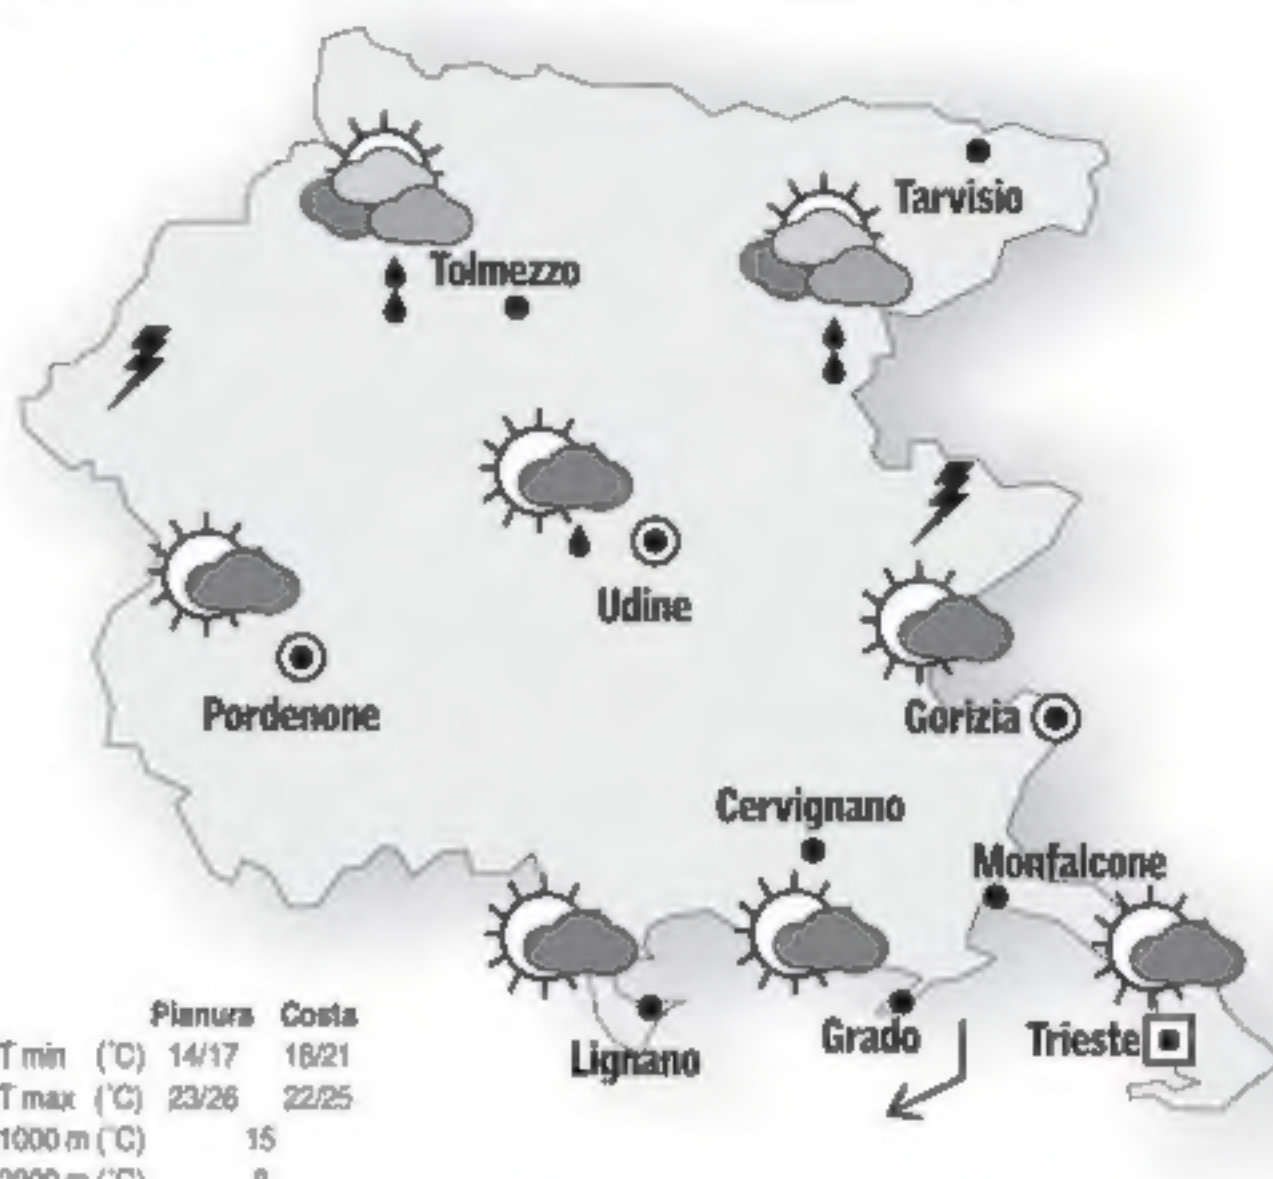 Tarvisio
Tolmezzo
Udine
Pordenone
Gorizia
Cervignano
Monfalcone
Grado
Trieste
Lignano
Pianura Costa
T min (°C) 14/17 18/21
T max (°C) 23/26 22/25
1000 m (°C) 15